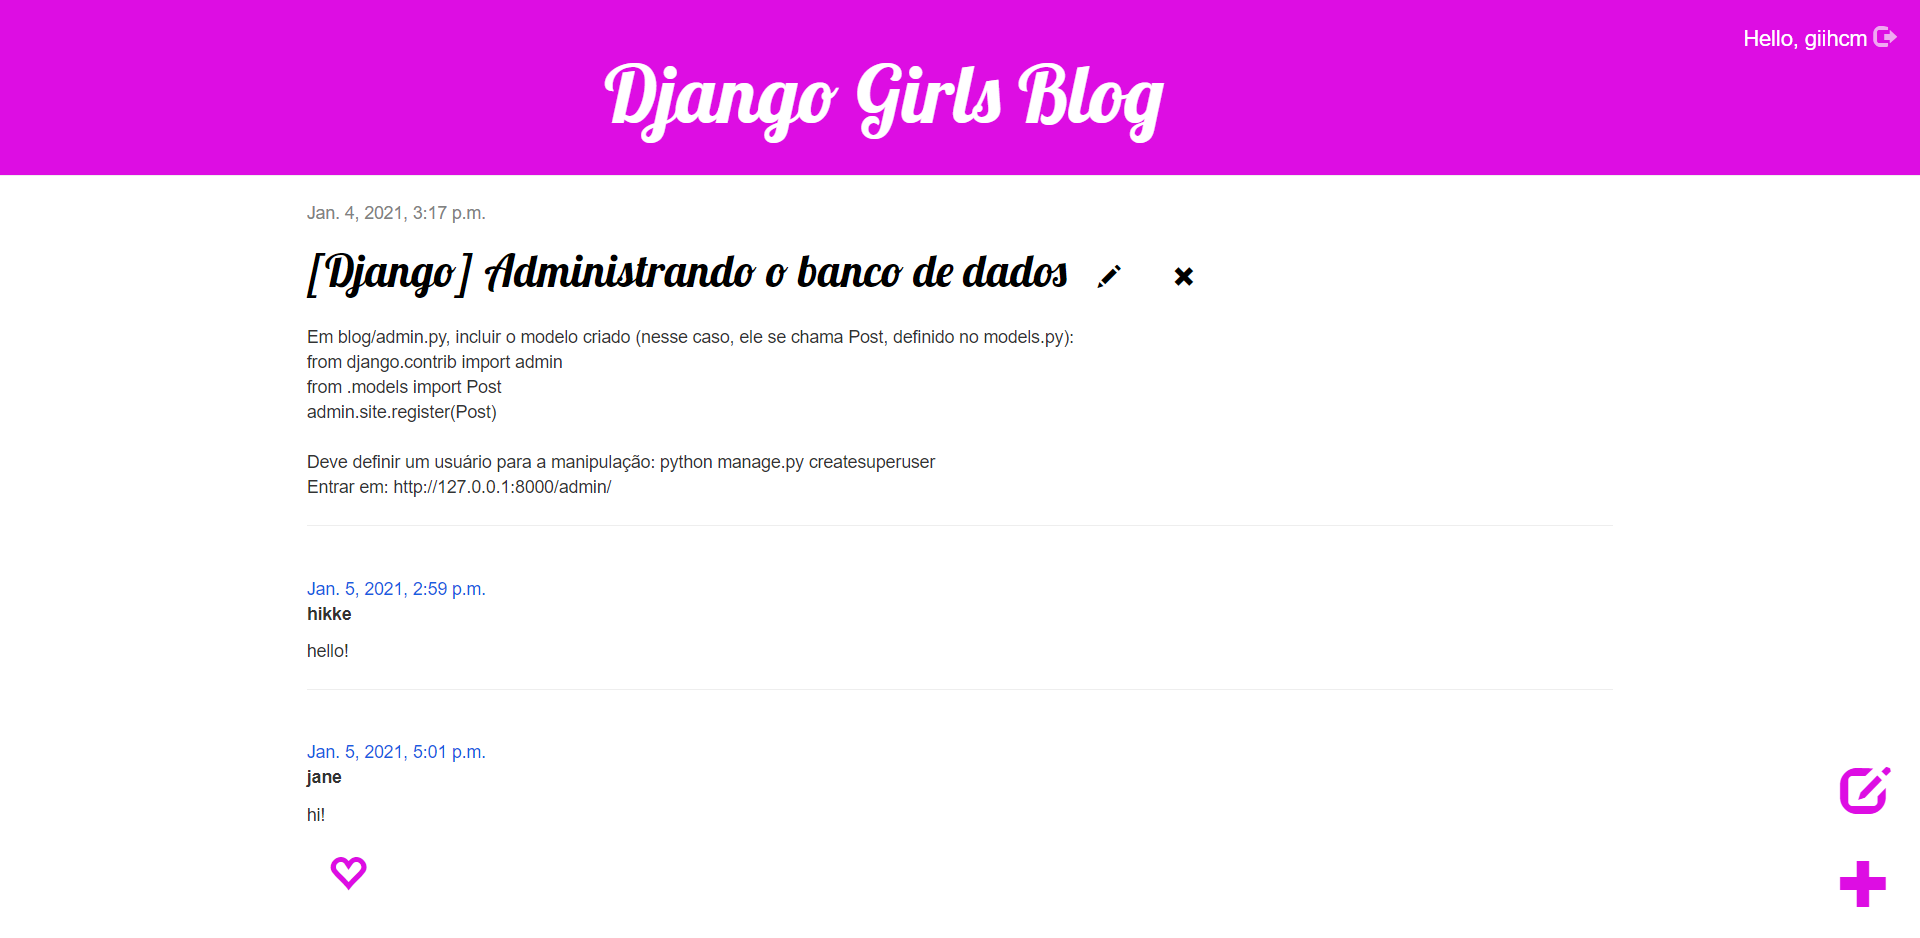 Hello, giihcm
Django Girls Blog
Jan. 4, 2021, 3:17 p.m.
[Django] Administrando o banco de dados
Em blog/admin.py, incluir o modelo criado (nesse caso, ele se chama Post, definido no models.py):
from django.contrib import admin
from .models import Post
admin.site.register(Post)
Deve definir um usuário para a manipulação: python manage.py createsuperuser
Entrar em: http://127.0.0.1:8000/admin/
Jan. 5, 2021, 2:59 p.m.
hikke
hello!
Jan. 5, 2021, 5:01 p.m.
jane
hi!